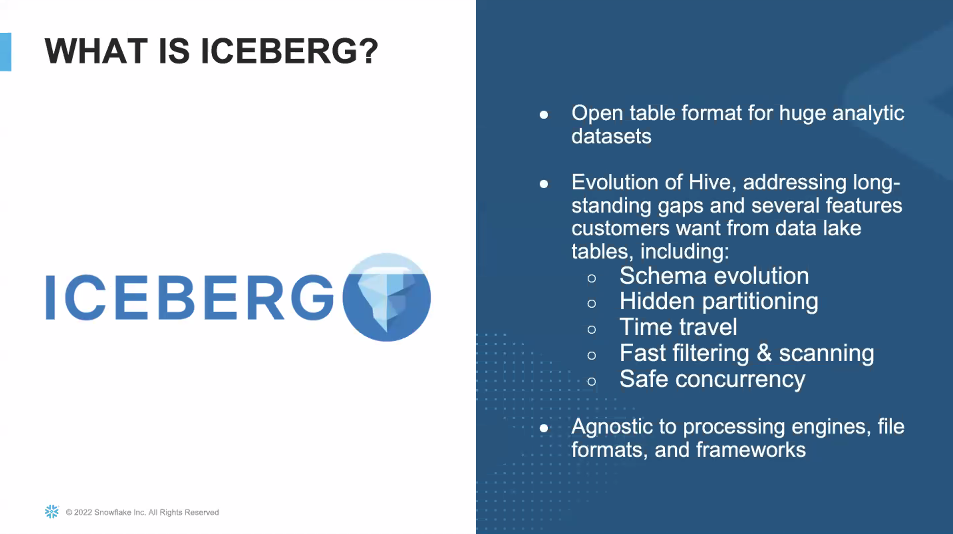 WHAT IS ICEBERG?
ICEBERG
● Open table format for huge analytic
datasets
● Evolution of Hive, addressing long-
standing gaps and several features
customers want from data lake
tables, including:
○ Schema evolution
○ Hidden partitioning
○ Time travel
○ Fast filtering & scanning
○ Safe concurrency
● Agnostic to processing engines, file
formats, and frameworks
© 2022 Snowflake Inc. All Rights Reserved